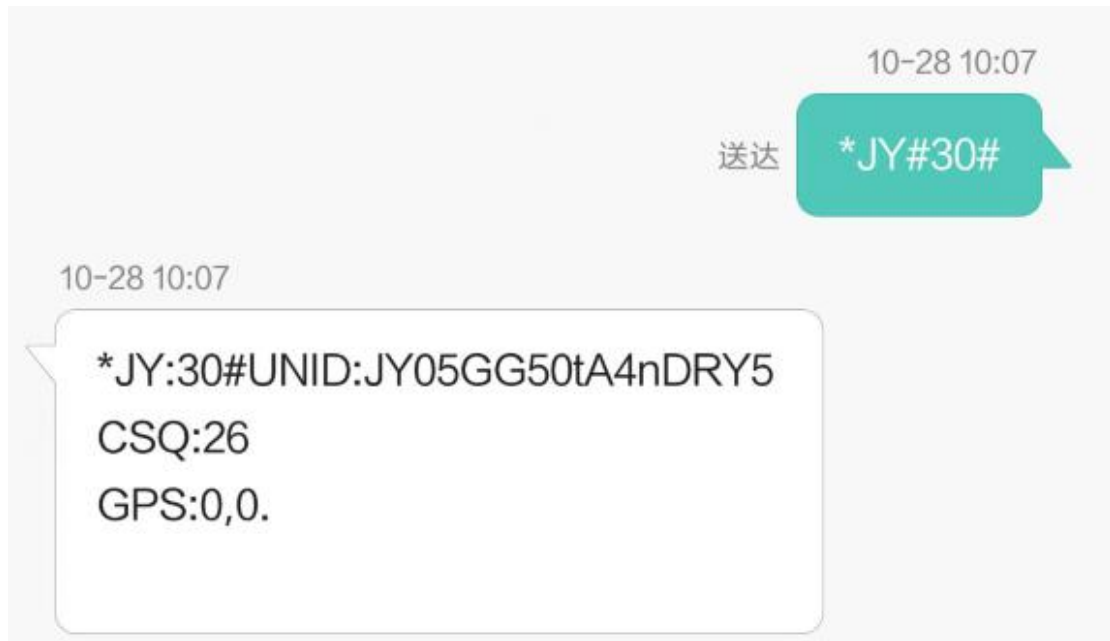 10-28 10:07
送达 *JY#30#
10-28 10:07
*JY:30#UNID:JY05GG50tA4nDRY5
CSQ:26
GPS:0,0.